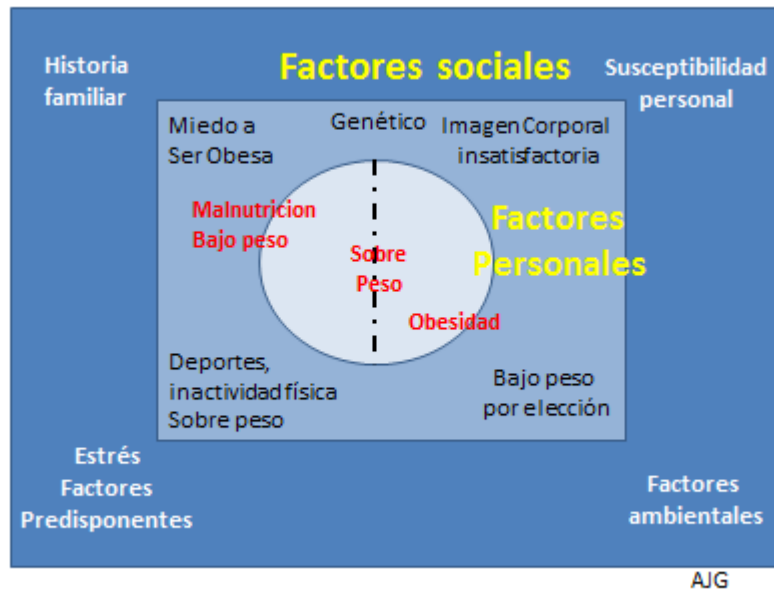 Historia
familiar
Factores sociales
Susceptibilidad
personal
Miedo a
Ser Obesa
Genético
Imagen Corporal
insatisfactoria
Malnutricion
Bajo peso
Factores
Personales
Sobre
Peso
Obesidad
Deportes,
inactividad física
Sobre peso
Bajo peso
por elección
Estrés
Factores
Predisponentes
Factores
ambientales
AJG